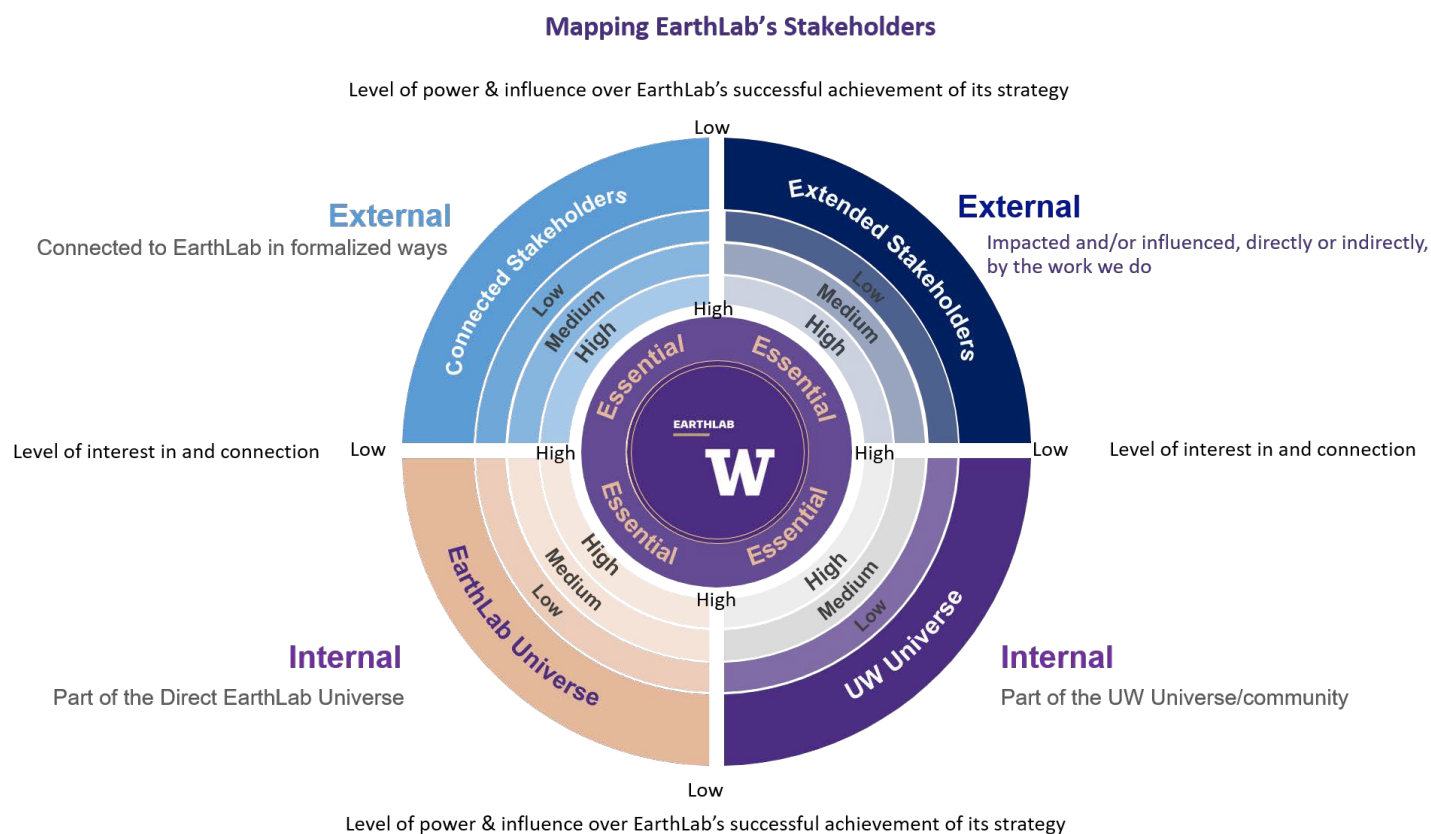 Mapping EarthLab's Stakeholders
Level of power & influence over EarthLab's successful achievement of its strategy
Low
External
Connected to EarthLab in formalized ways
Connected Stakeholders
Low
Medium
High
Extended Stakeholders
Low
Medium
High
External
Impacted and/or influenced, directly or indirectly,
by the work we do
High
Essential
Essential
EARTHLAB
W
Level of interest in and connection
Low
High
High
Low
Level of interest in and connection
Essential
Essential
High
High
Medium
Low
EarthLab Universe
High
Medium
Low
UW Universe
Internal
Part of the Direct EarthLab Universe
Internal
Part of the UW Universe/community
Low
Level of power & influence over EarthLab's successful achievement of its strategy